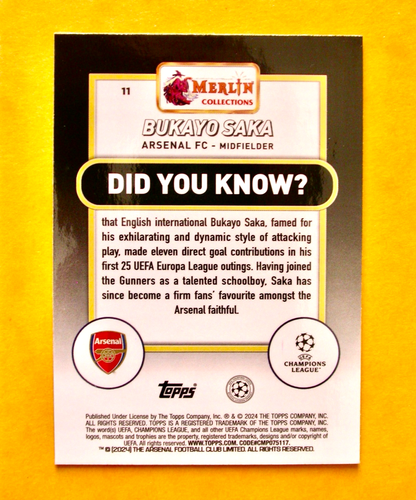 11
MERLIN
COLLECTIONS
BUKAYO SAKA
ARSENAL FC - MIDFIELDER
DID YOU KNOW?
that English international Bukayo Saka, famed for
his exhilarating and dynamic style of attacking
play, made eleven direct goal contributions in his
first 25 UEFA Europa League outings. Having joined
the Gunners as a talented schoolboy, Saka has
since become a firm fans' favourite amongst the
Arsenal faithful.
Arsenal
UEFA
CHAMPIONS
LEAGUE
topps
Published Under License by The Topps Company, Inc. ® & © 2024 THE TOPPS COMPANY, INC.
ALL RIGHTS RESERVED. TOPPS IS A REGISTERED TRADEMARK OF THE TOPPS COMPANY, INC.
The word(s) UEFA, CHAMPIONS LEAGUE, and all other UEFA Champions League marks, names,
logos, mascots and trophies are the property, registered trademarks, designs and/or copyright of
UEFA. All rights reserved. WWW.TOPPS.COM. CODE#CMP075117.
™ © [2024] THE ARSENAL FOOTBALL CLUB LIMITED. ALL RIGHTS RESERVED.